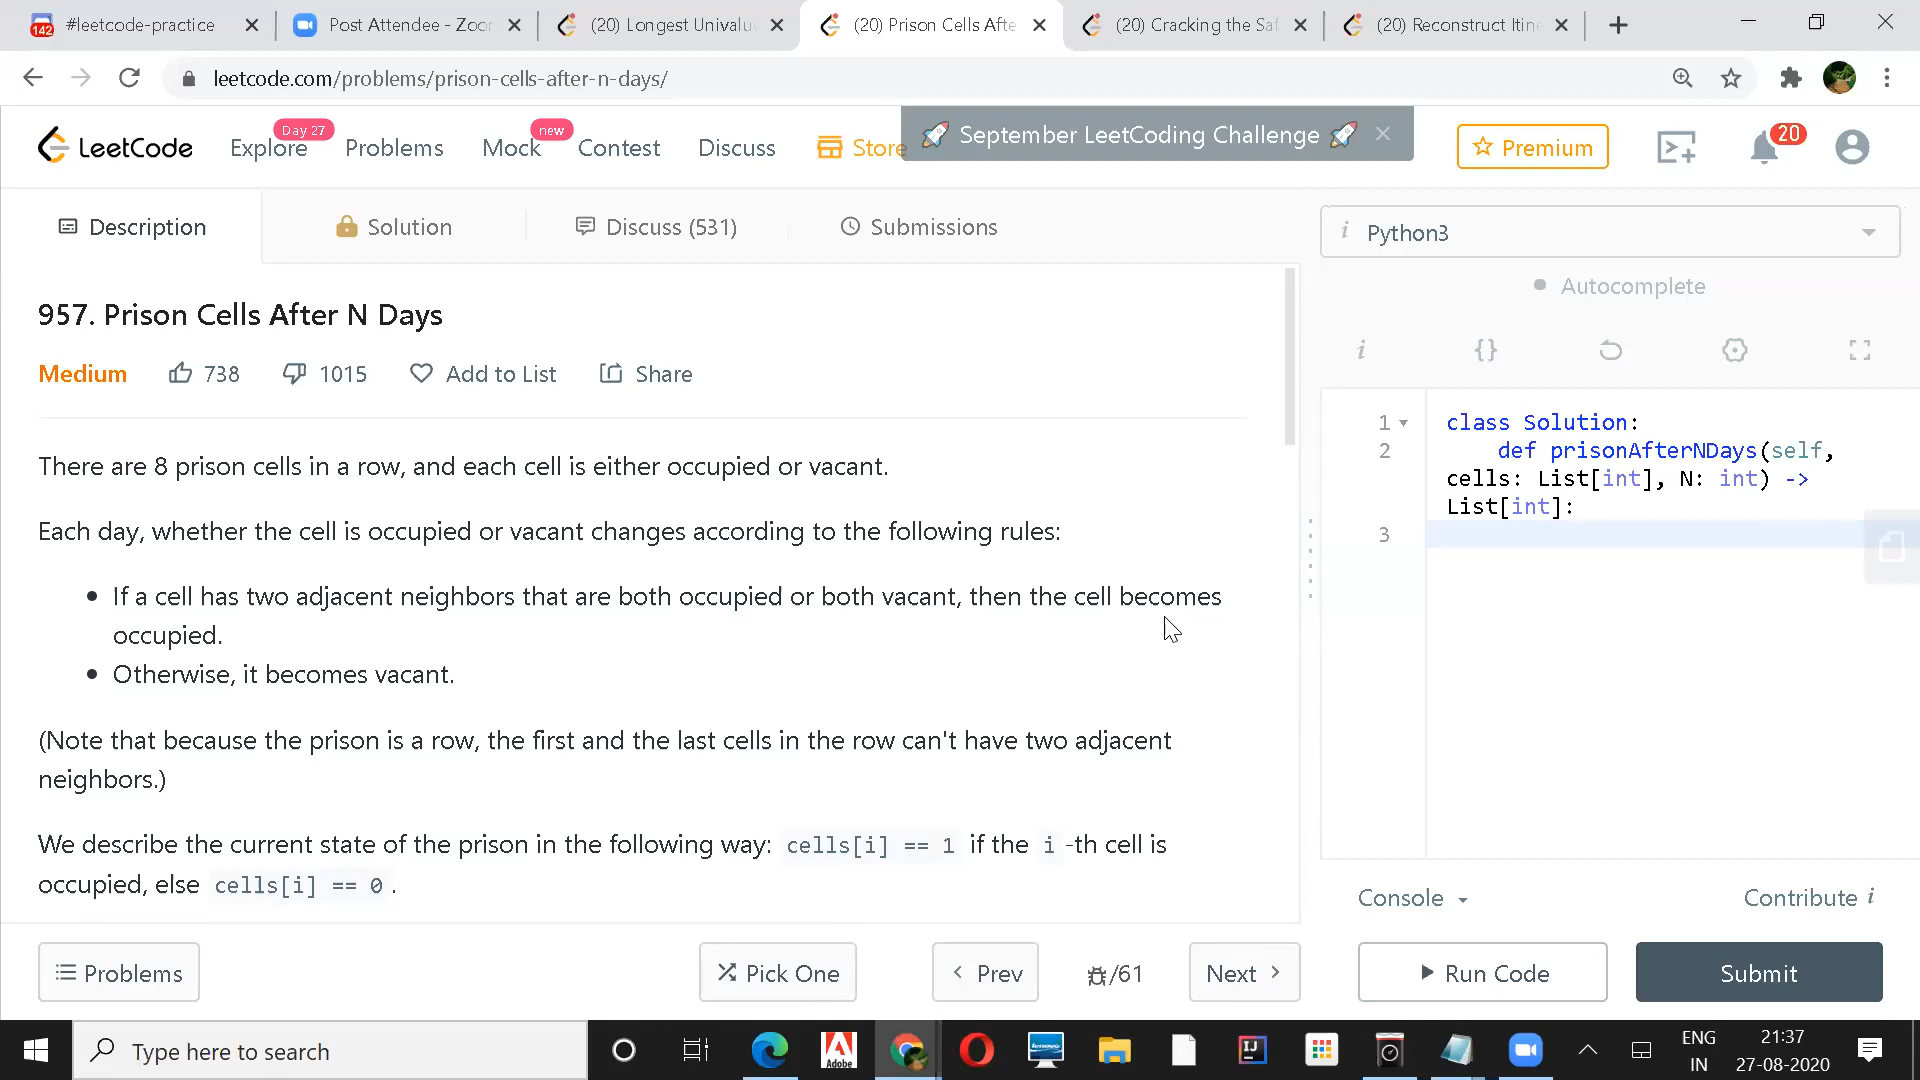 142 #leetcode-practice
Post Attendee - Zoom
(20) Longest Univalu
(20) Prison Cells Afte
(20) Cracking the Saf
(20) Reconstruct Itine
leetcode.com/problems/prison-cells-after-n-days/
LeetCode
Explore
Day 27
Problems
Mock
new
Contest
Discuss
Store
September LeetCoding Challenge
Premium
20
Description
Solution
Discuss (531)
Submissions
Python3
Autocomplete
957. Prison Cells After N Days
Medium 738 1015 Add to List Share
There are 8 prison cells in a row, and each cell is either occupied or vacant.
Each day, whether the cell is occupied or vacant changes according to the following rules:
If a cell has two adjacent neighbors that are both occupied or both vacant, then the cell becomes
occupied.
Otherwise, it becomes vacant.
(Note that because the prison is a row, the first and the last cells in the row can't have two adjacent
neighbors.)
We describe the current state of the prison in the following way: cells[i] == 1 if the i -th cell is
occupied, else cells[i] == 0 .
1 class Solution:
2 def prisonAfterNDays(self,
cells: List[int], N: int) ->
List[int]:
3
Console
Contribute i
Problems
Pick One
Prev
/61
Next
Run Code
Submit
Type here to search
Adobe
lenovo
IJ
ENG
IN
21:37
27-08-2020